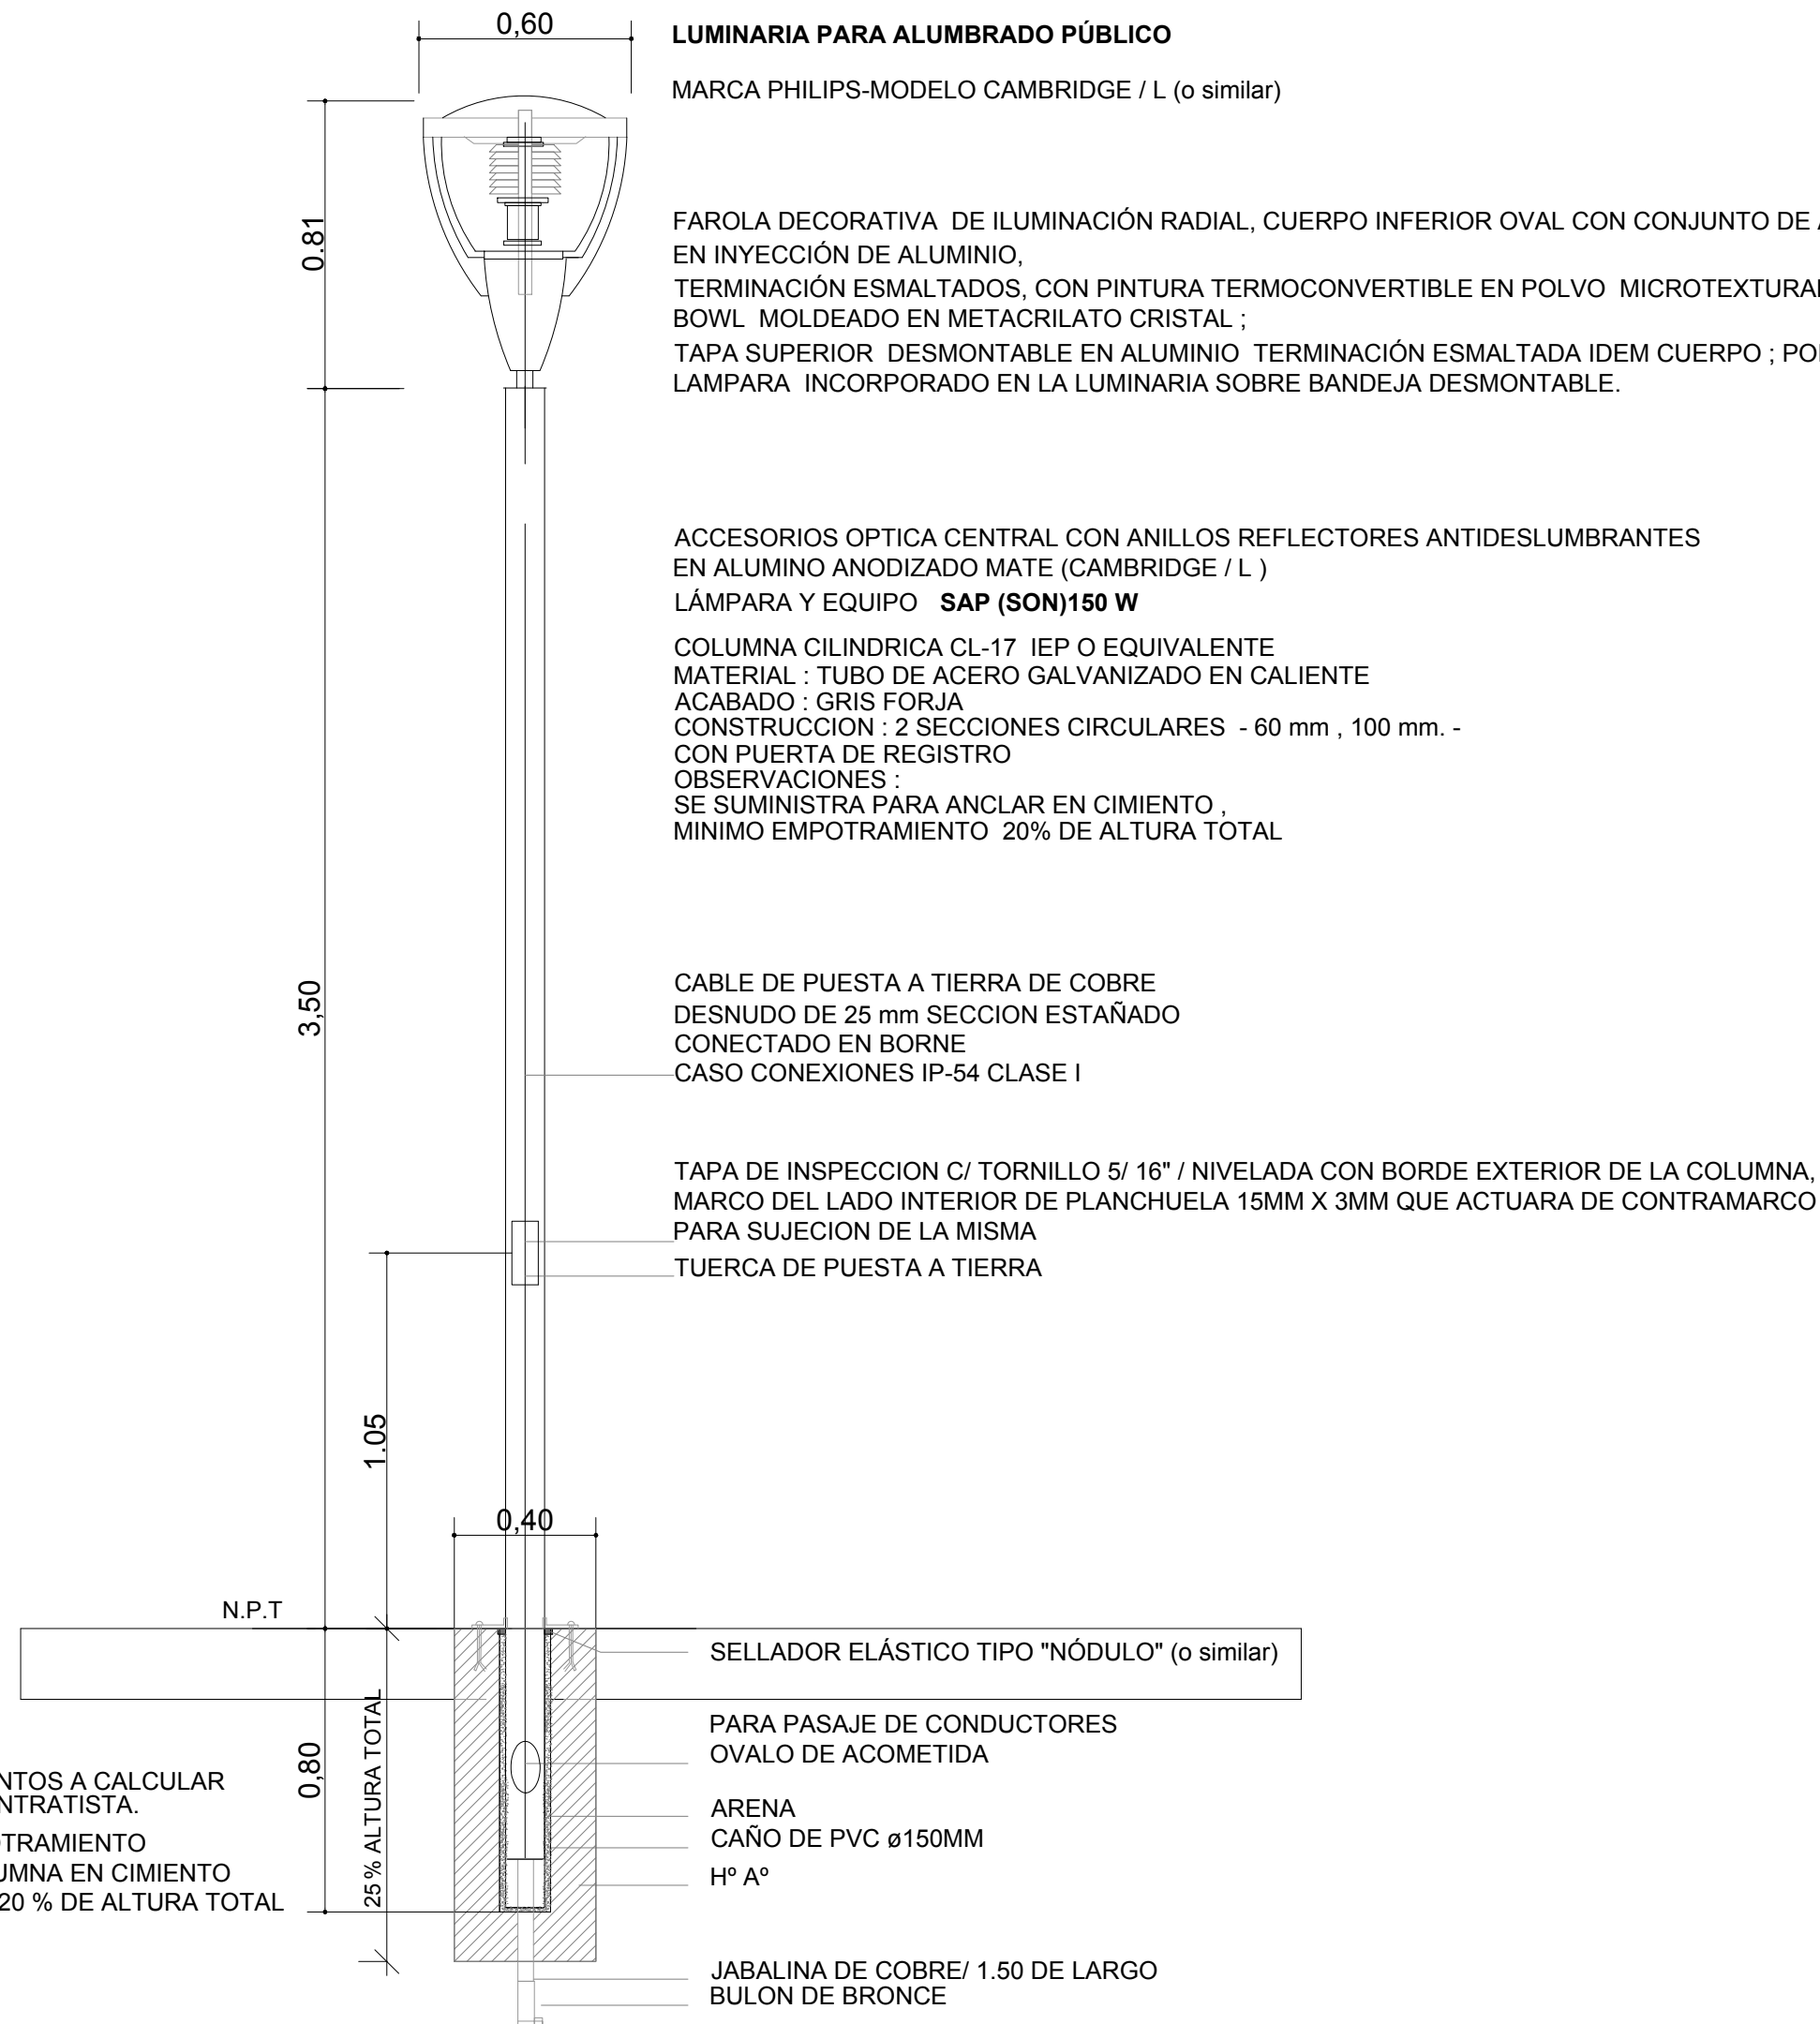 0,60
LUMINARIA PARA ALUMBRADO PÚBLICO
MARCA PHILIPS-MODELO CAMBRIDGE / L (o similar)
0.81
FAROLA DECORATIVA DE ILUMINACIÓN RADIAL, CUERPO INFERIOR OVAL CON CONJUNTO DE
EN INYECCIÓN DE ALUMINIO,
TERMINACIÓN ESMALTADOS, CON PINTURA TERMOCONVERTIBLE EN POLVO
BOWL MOLDEADO EN METACRILATO CRISTAL ;
TAPA SUPERIOR DESMONTABLE EN ALUMINIO TERMINACIÓN ESMALTADA IDEM CUERPO ;
LAMPARA INCORPORADO EN LA LUMINARIA SOBRE BANDEJA DESMONTABLE.
ACCESORIOS OPTICA CENTRAL CON ANILLOS REFLECTORES ANTIDESLUMBRANTES
EN ALUMINO ANODIZADO MATE (CAMBRIDGE / L )
LÁMPARA Y EQUIPO SAP (SON)150 W
COLUMNA CILINDRICA CL-17 IEP O EQUIVALENTE
MATERIAL : TUBO DE ACERO GALVANIZADO EN CALIENTE
ACABADO : GRIS FORJA
CONSTRUCCION : 2 SECCIONES CIRCULARES - 60 mm , 100 mm. -
CON PUERTA DE REGISTRO
OBSERVACIONES :
SE SUMINISTRA PARA ANCLAR EN CIMIENTO ,
MINIMO EMPOTRAMIENTO 20% DE ALTURA TOTAL
3,50
CABLE DE PUESTA A TIERRA DE COBRE
DESNUDO DE 25 mm SECCION ESTAÑADO
CONECTADO EN BORNE
CASO CONEXIONES IP-54 CLASE I
TAPA DE INSPECCION C/ TORNILLO 5/ 16" / NIVELADA CON BORDE EXTERIOR DE LA COLUMNA,
MARCO DEL LADO INTERIOR DE PLANCHUELA 15MM X 3MM QUE ACTUARA DE CONTRAMARCO
PARA SUJECION DE LA MISMA
TUERCA DE PUESTA A TIERRA
1.05
0,40
N.P.T
SELLADOR ELÁSTICO TIPO "NÓDULO" (o similar)
PARA PASAJE DE CONDUCTORES
OVALO DE ACOMETIDA
0,80
25 % ALTURA TOTAL
NTOS A CALCULAR
NTRATISTA.
OTRAMIENTO
UMNA EN CIMIENTO
20 % DE ALTURA TOTAL
ARENA
CAÑO DE PVC ø150MM
Hº Aº
JABALINA DE COBRE/ 1.50 DE LARGO
BULON DE BRONCE